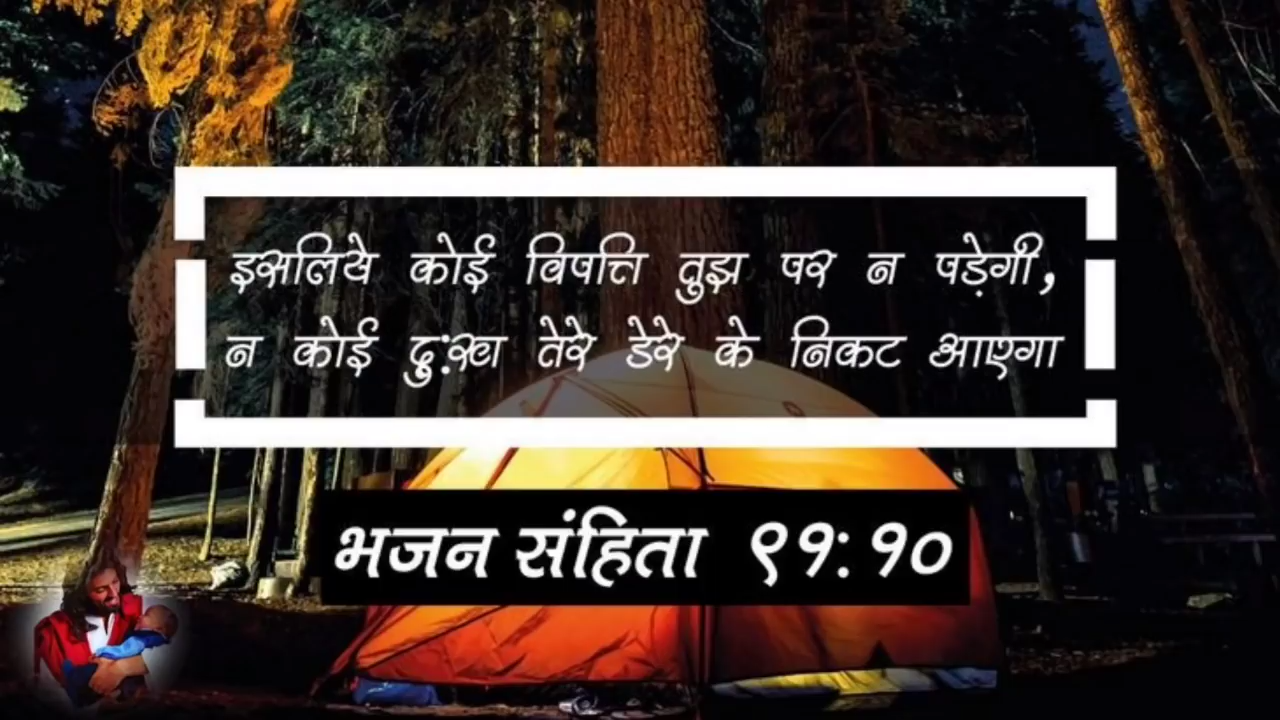 इसलिये कोई विपत्ति तुझ पर न पड़ेगी,
न कोई दु:ख तेरे डेरे के निकट आएगा
भजन संहिता ९१:१०